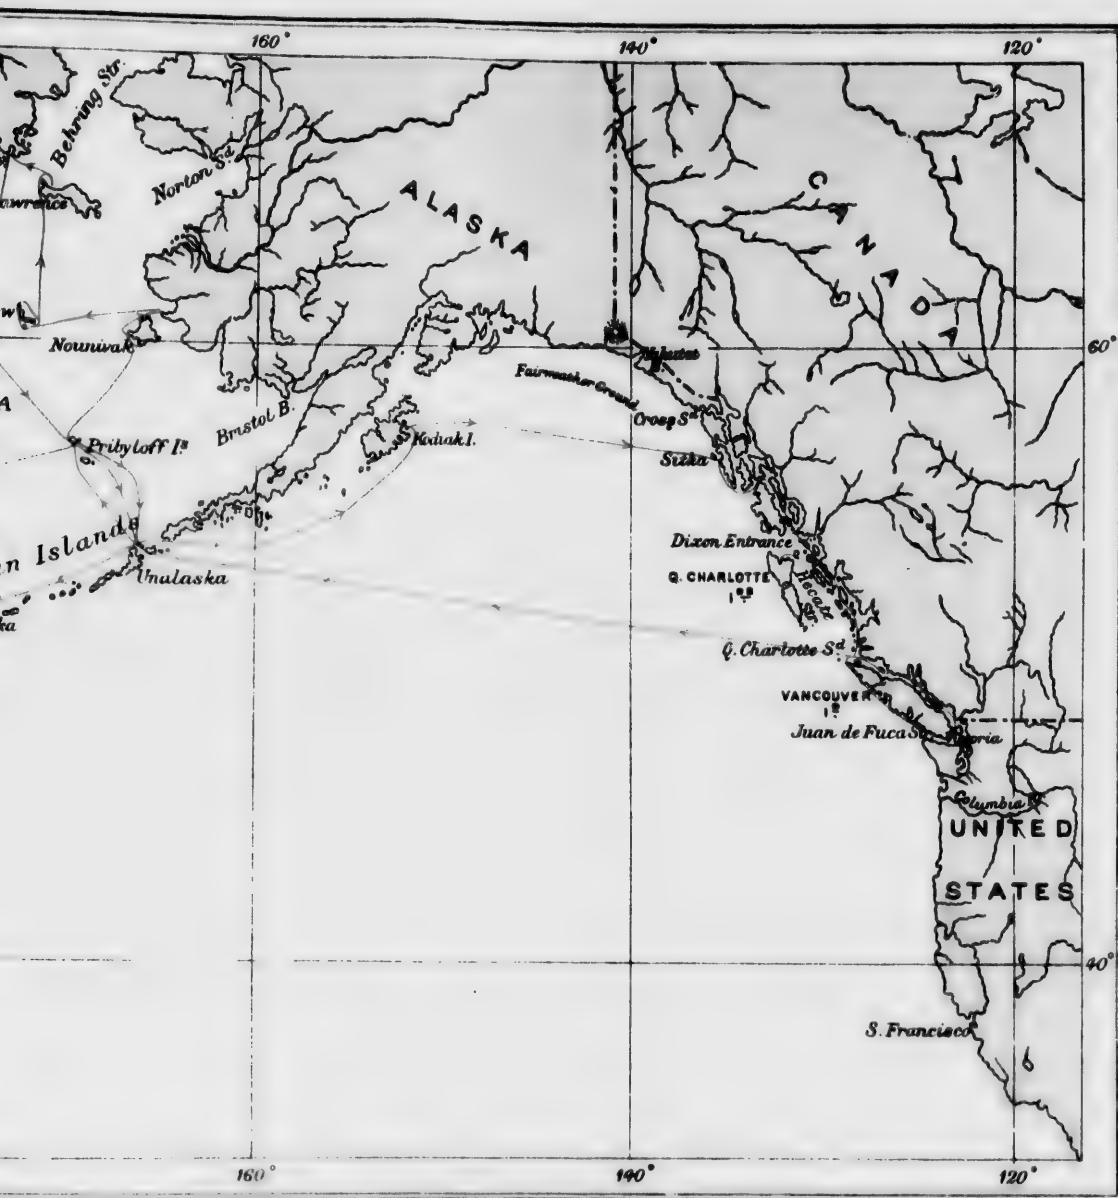 160°
140°
120°
Behring Str.
Norton Sd
ALASKA
CANADA
Nounivak
60°
Fairweather Ground
Bristol B.
Cross Sd
Pribyloff Is
Kodiak I.
Sitka
Islands
Dixon Entrance
Unalaska
Q. CHARLOTTE
Is
Hecate
Str.
Q. Charlotte Sd
VANCOUVER
I.
Juan de Fuca S
Columbia
UNITED
STATES
40°
S. Francisco
160°
140°
120°